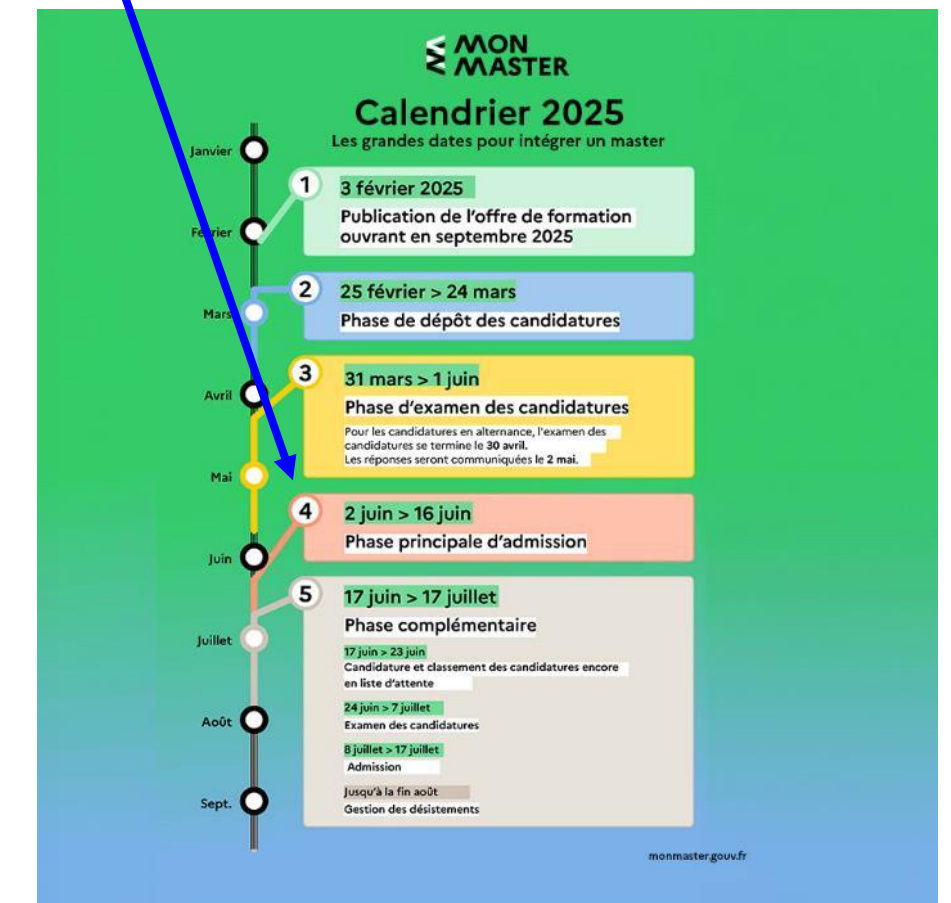 MON
MASTER
Calendrier 2025
Les grandes dates pour intégrer un master
Janvier
1
3 février 2025
Publication de l'offre de formation
ouvrant en septembre 2025
Février
2
25 février > 24 mars
Mars
Phase de dépôt des candidatures
3
31 mars > 1 juin
Avril
Phase d'examen des candidatures
Pour les candidatures en alternance, l'examen des
candidatures se termine le 30 avril.
Les réponses seront communiquées le 2 mai.
Mai
4
2 juin > 16 juin
Phase principale d'admission
Juin
5
17 juin > 17 juillet
Phase complémentaire
Juillet
17 juin > 23 juin
Candidature et classement des candidatures encore
en liste d'attente
24 juin > 7 juillet
Août
Examen des candidatures
8 juillet > 17 juillet
Admission
Jusqu'à la fin août
Sept.
Gestion des désistements
monmaster.gouv.fr